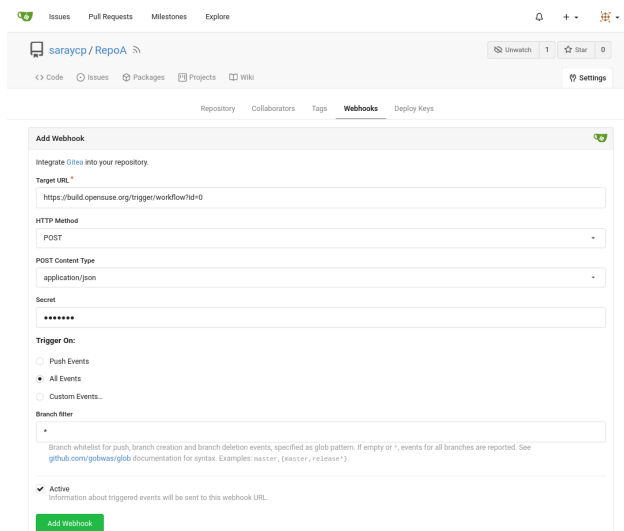 Issues Pull Requests Milestones Explore
saraycp / RepoA
Unwatch 1 Star 0
Code Issues Packages Projects Wiki Settings
Repository Collaborators Tags Webhooks Deploy Keys
Add Webhook
Integrate Gitea into your repository.
Target URL *
https://build.opensuse.org/trigger/workflow?id=0
HTTP Method
POST
POST Content Type
application/json
Secret
•••••••
Trigger On:
Push Events
All Events
Custom Events...
Branch filter
*
Branch whitelist for push, branch creation and branch deletion events, specified as glob pattern. If empty or *, events for all branches are reported. See
github.com/gobwas/glob documentation for syntax. Examples: master, {master,release*}.
Active
Information about triggered events will be sent to this webhook URL.
Add Webhook